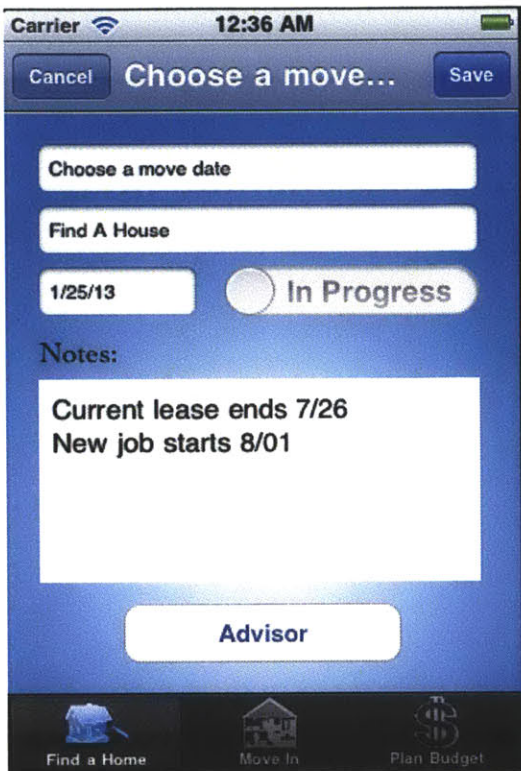 Carrier 12:36 AM
Cancel Choose a move... Save
Choose a move date
Find A House
1/25/13 In Progress
Notes:
Current lease ends 7/26
New job starts 8/01
Advisor
Find a Home Move In Plan Budget